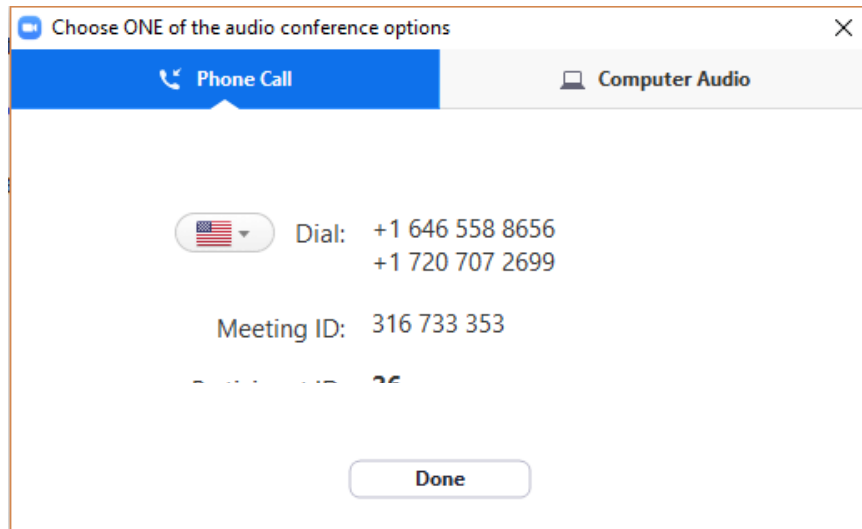 Choose ONE of the audio conference options
Phone Call
Computer Audio
Dial: +1 646 558 8656
+1 720 707 2699
Meeting ID: 316 733 353
Done